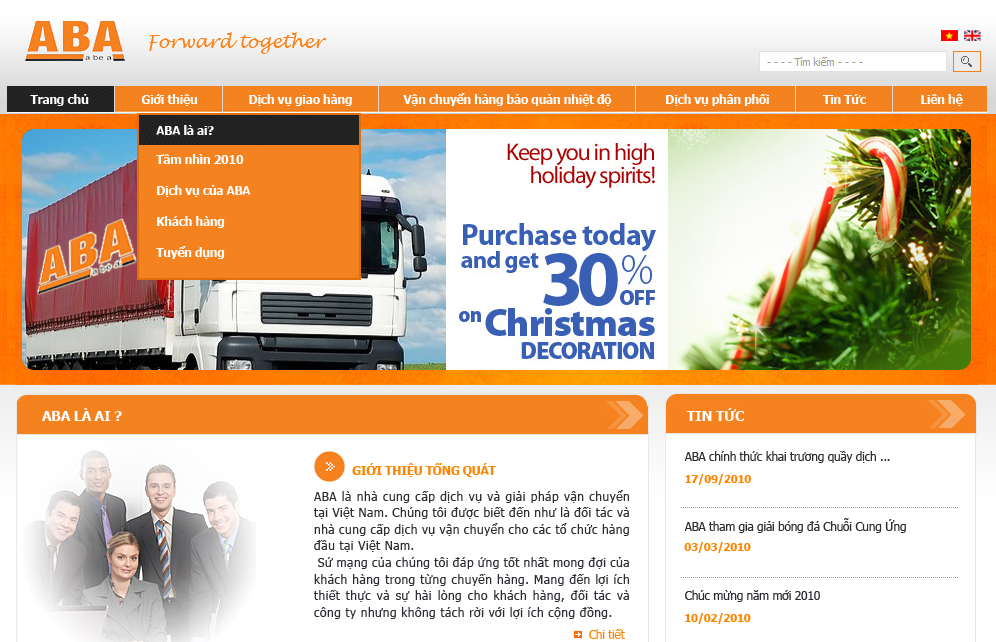 ABA
a be a
Forward together
- - - - Tìm kiếm - - - -
Trang chủ
Giới thiệu
Dịch vụ giao hàng
Vận chuyển hàng bảo quản nhiệt độ
Dịch vụ phân phối
Tin Tức
Liên hệ
ABA là ai?
Tầm nhìn 2010
Dịch vụ của ABA
Khách hàng
Tuyển dụng
ABA
a be a
Keep you in high
holiday spirits!
Purchase today
and get 30%
OFF
on Christmas
DECORATION
ABA LÀ AI ?
GIỚI THIỆU TỔNG QUÁT
ABA là nhà cung cấp dịch vụ và giải pháp vận chuyển
tại Việt Nam. Chúng tôi được biết đến như là đối tác và
nhà cung cấp dịch vụ vận chuyển cho các tổ chức hàng
đầu tại Việt Nam.
Sứ mạng của chúng tôi đáp ứng tốt nhất mong đợi của
khách hàng trong từng chuyến hàng. Mang đến lợi ích
thiết thực và sự hài lòng cho khách hàng, đối tác và
công ty nhưng không tách rời với lợi ích cộng đồng.
Chi tiết
TIN TỨC
ABA chính thức khai trương quầy dịch ...
17/09/2010
ABA tham gia giải bóng đá Chuỗi Cung Ứng
03/03/2010
Chúc mừng năm mới 2010
10/02/2010